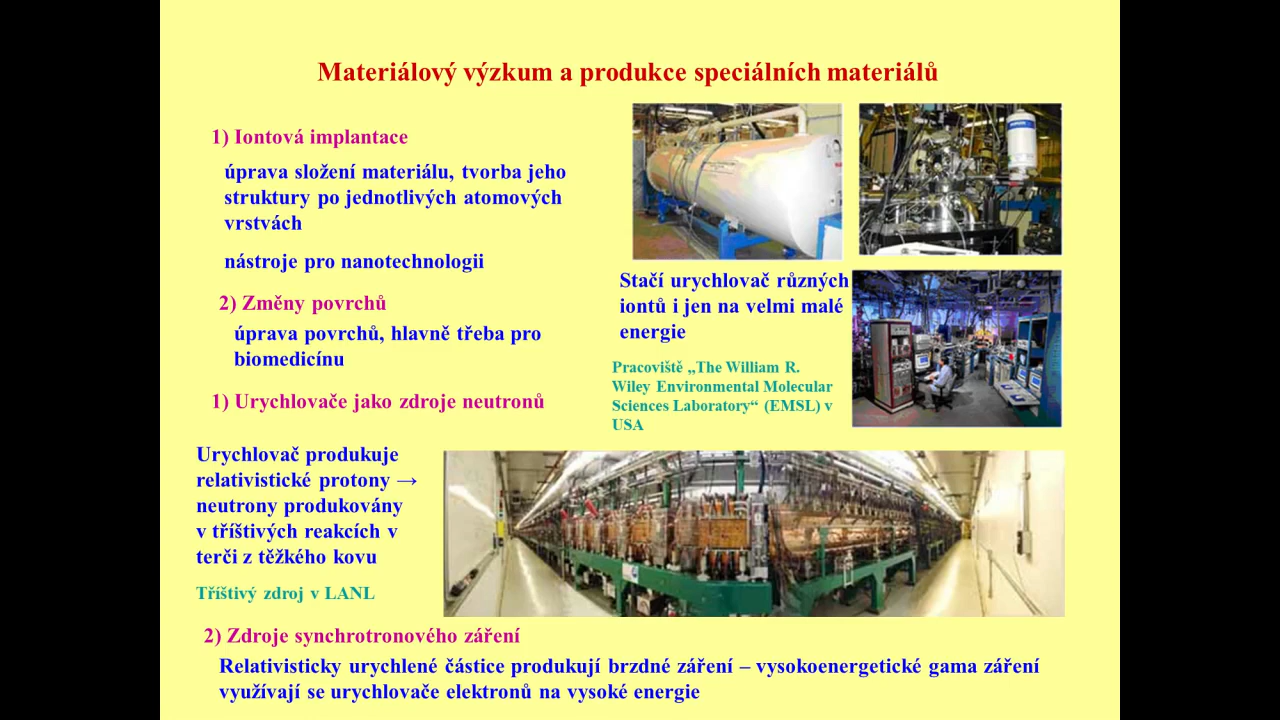 Materiálový výzkum a produkce speciálních materiálů
1) Iontová implantace
úprava složení materiálu, tvorba jeho
struktury po jednotlivých atomových
vrstvách
nástroje pro nanotechnologii
2) Změny povrchů
úprava povrchů, hlavně třeba pro
biomedicínu
Stačí urychlovač různých
iontů i jen na velmi malé
energie
Pracoviště „The William R.
Wiley Environmental Molecular
Sciences Laboratory“ (EMSL) v
USA
1) Urychlovače jako zdroje neutronů
Urychlovač produkuje
relativistické protony →
neutrony produkovány
v tříštivých reakcích v
terči z těžkého kovu
Tříštivý zdroj v LANL
2) Zdroje synchrotronového záření
Relativisticky urychlené částice produkují brzdné záření – vysokoenergetické gama záření
využívají se urychlovače elektronů na vysoké energie